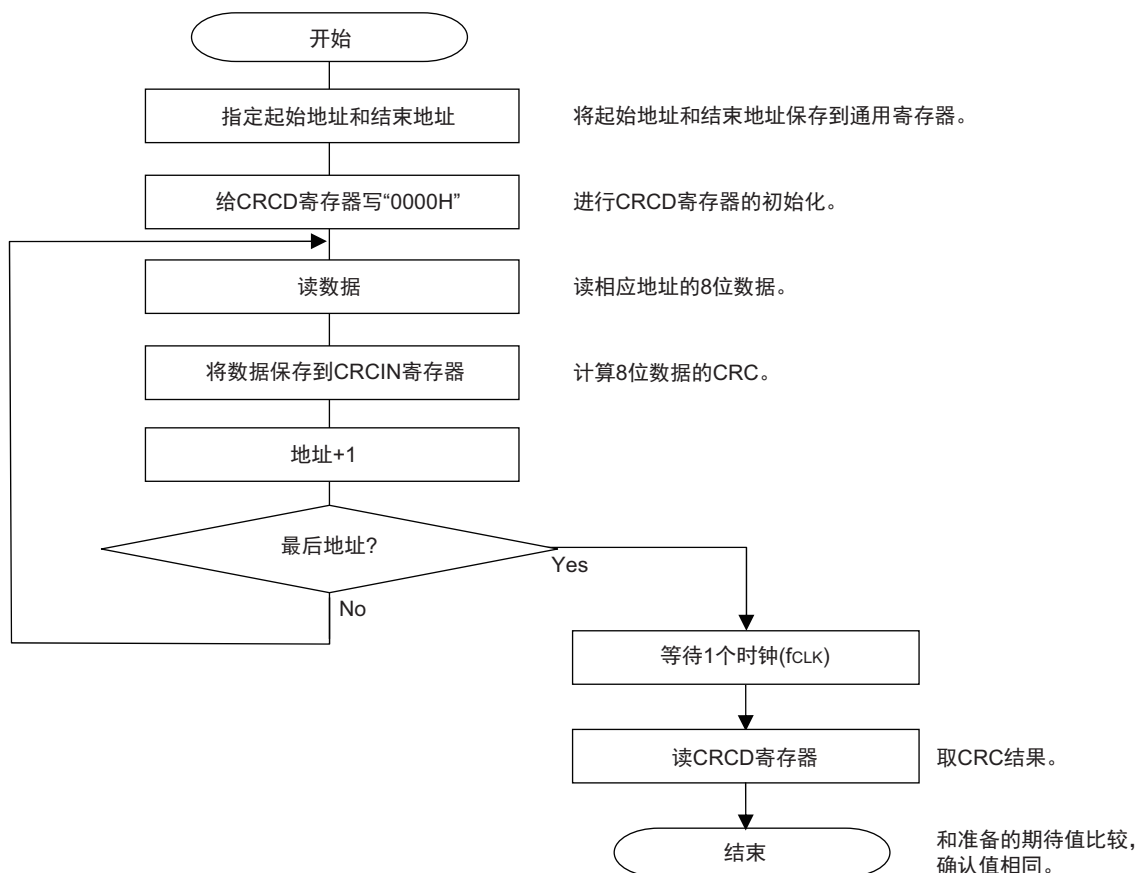 开始
指定起始地址和结束地址
将起始地址和结束地址保存到通用寄存器。
给CRCD寄存器写“0000H”
进行CRCD寄存器的初始化。
读数据
读相应地址的8位数据。
将数据保存到CRCIN寄存器
计算8位数据的CRC。
地址+1
最后地址?
Yes
No
等待1个时钟(fCLK)
读CRCD寄存器
取CRC结果。
结束
和准备的期待值比较,
确认值相同。